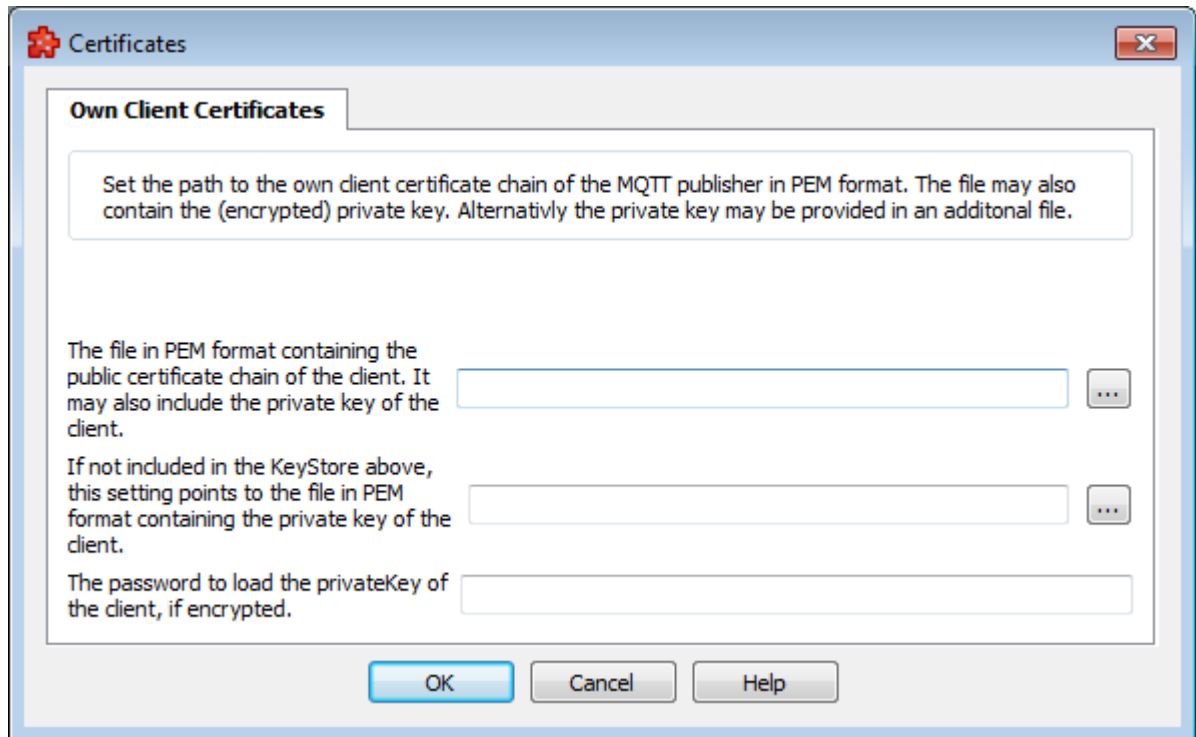 Certificates
Own Client Certificates
Set the path to the own client certificate chain of the MQTT publisher in PEM format. The file may also
contain the (encrypted) private key. Alternativly the private key may be provided in an additonal file.
The file in PEM format containing the
public certificate chain of the client. It
may also include the private key of the
client.
...
If not included in the KeyStore above,
this setting points to the file in PEM
format containing the private key of the
client.
...
The password to load the privateKey of
the client, if encrypted.
OK
Cancel
Help